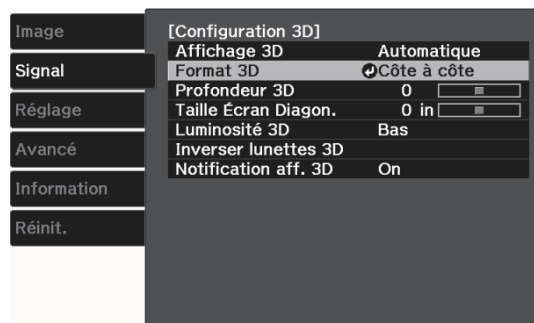 Image
Signal
Réglage
Avancé
Information
Réinit.
[Configuration 3D]
Affichage 3D Automatique
Format 3D Côte à côte
Profondeur 3D 0
Taille Écran Diagon. 0 in
Luminosité 3D Bas
Inverser lunettes 3D
Notification aff. 3D On